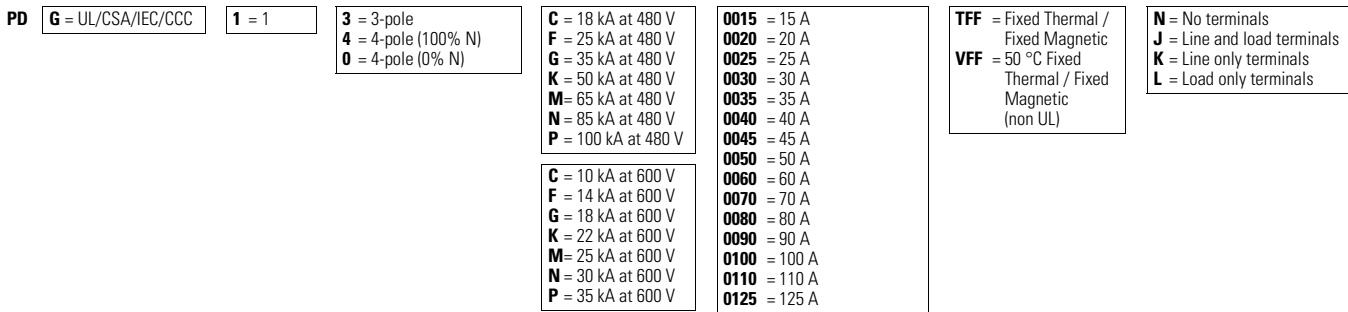 PD
G = UL/CSA/IEC/CCC
1 = 1
3 = 3-pole
4 = 4-pole (100% N)
0 = 4-pole (0% N)
C = 18 kA at 480 V
F = 25 kA at 480 V
G = 35 kA at 480 V
K = 50 kA at 480 V
M= 65 kA at 480 V
N = 85 kA at 480 V
P = 100 kA at 480 V
C = 10 kA at 600 V
F = 14 kA at 600 V
G = 18 kA at 600 V
K = 22 kA at 600 V
M= 25 kA at 600 V
N = 30 kA at 600 V
P = 35 kA at 600 V
0015 = 15 A
0020 = 20 A
0025 = 25 A
0030 = 30 A
0035 = 35 A
0040 = 40 A
0045 = 45 A
0050 = 50 A
0060 = 60 A
0070 = 70 A
0080 = 80 A
0090 = 90 A
0100 = 100 A
0110 = 110 A
0125 = 125 A
TFF = Fixed Thermal /
Fixed Magnetic
VFF = 50 °C Fixed
Thermal / Fixed
Magnetic
(non UL)
N = No terminals
J = Line and load terminals
K = Line only terminals
L = Load only terminals